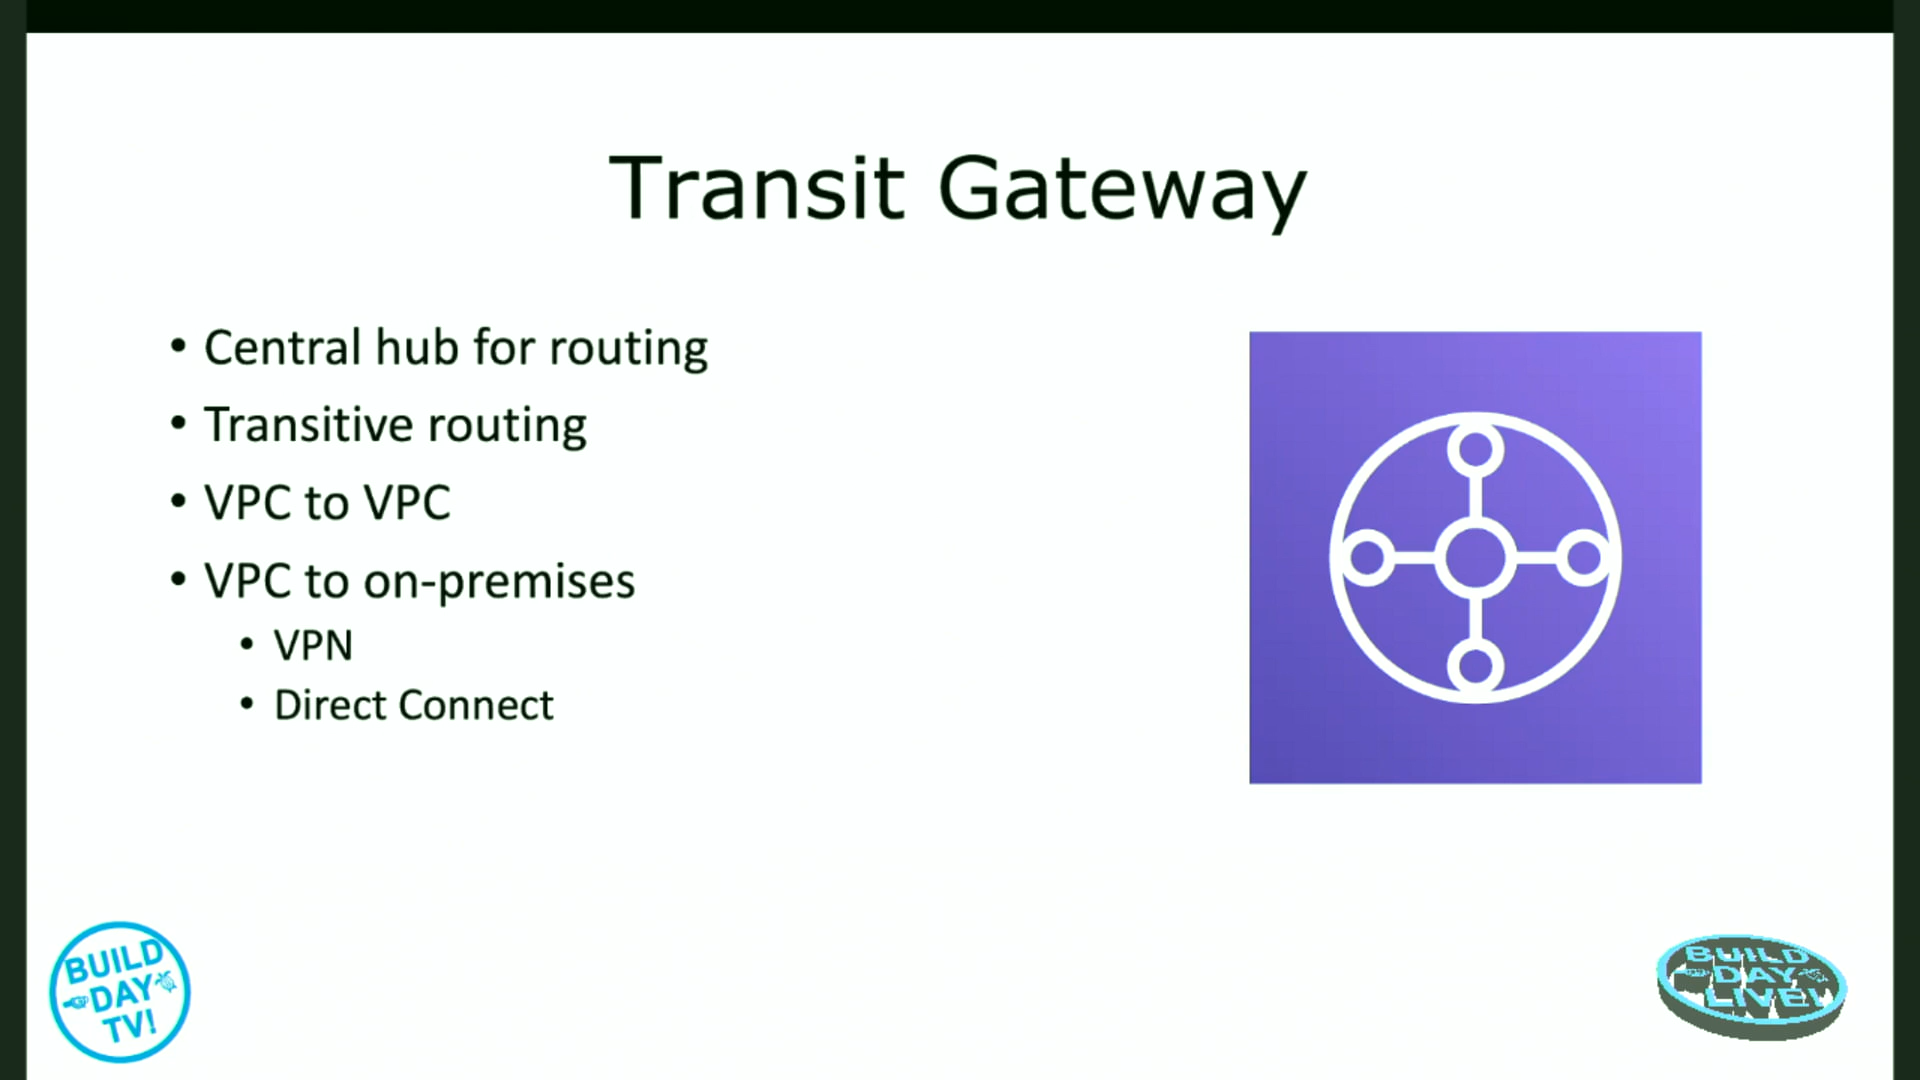 Transit Gateway
• Central hub for routing
• Transitive routing
• VPC to VPC
• VPC to on-premises
• VPN
• Direct Connect
BUILD
DAY
TV!
BUILD
DAY
LIVE!